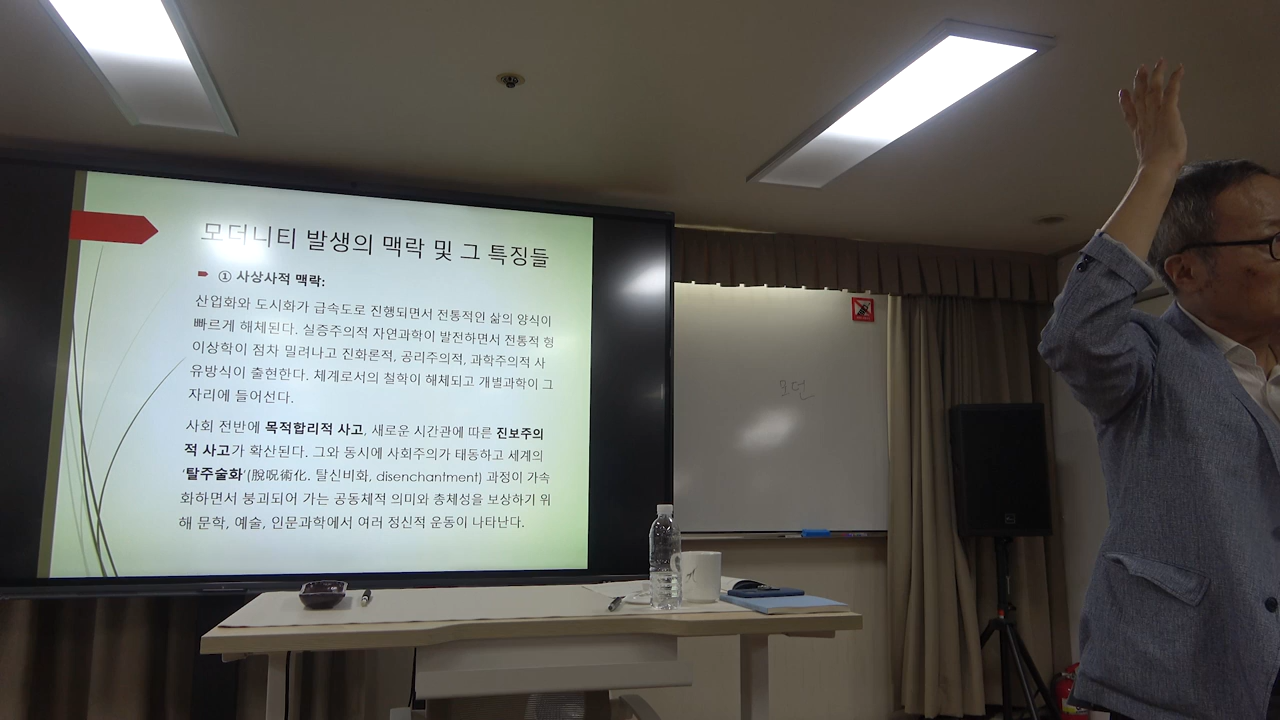 모더니티 발생의 맥락 및 그 특징들
① 사상사적 맥락:
산업화와 도시화가 급속도로 진행되면서 전통적인 삶의 양식이
빠르게 해체된다. 실증주의적 자연과학이 발전하면서 전통적 형
이상학이 점차 밀려나고 진화론적, 공리주의적, 과학주의적 사
유방식이 출현한다. 체계로서의 철학이 해체되고 개별과학이 그
자리에 들어선다.
사회 전반에 목적합리적 사고, 새로운 시간관에 따른 진보주의
적 사고가 확산된다. 그와 동시에 사회주의가 태동하고 세계의
'탈주술화'(脫呪術化. 탈신비화, disenchantment) 과정이 가속
화하면서 붕괴되어 가는 공동체적 의미와 총체성을 보상하기 위
해 문학, 예술, 인문과학에서 여러 정신적 운동이 나타난다.
모던